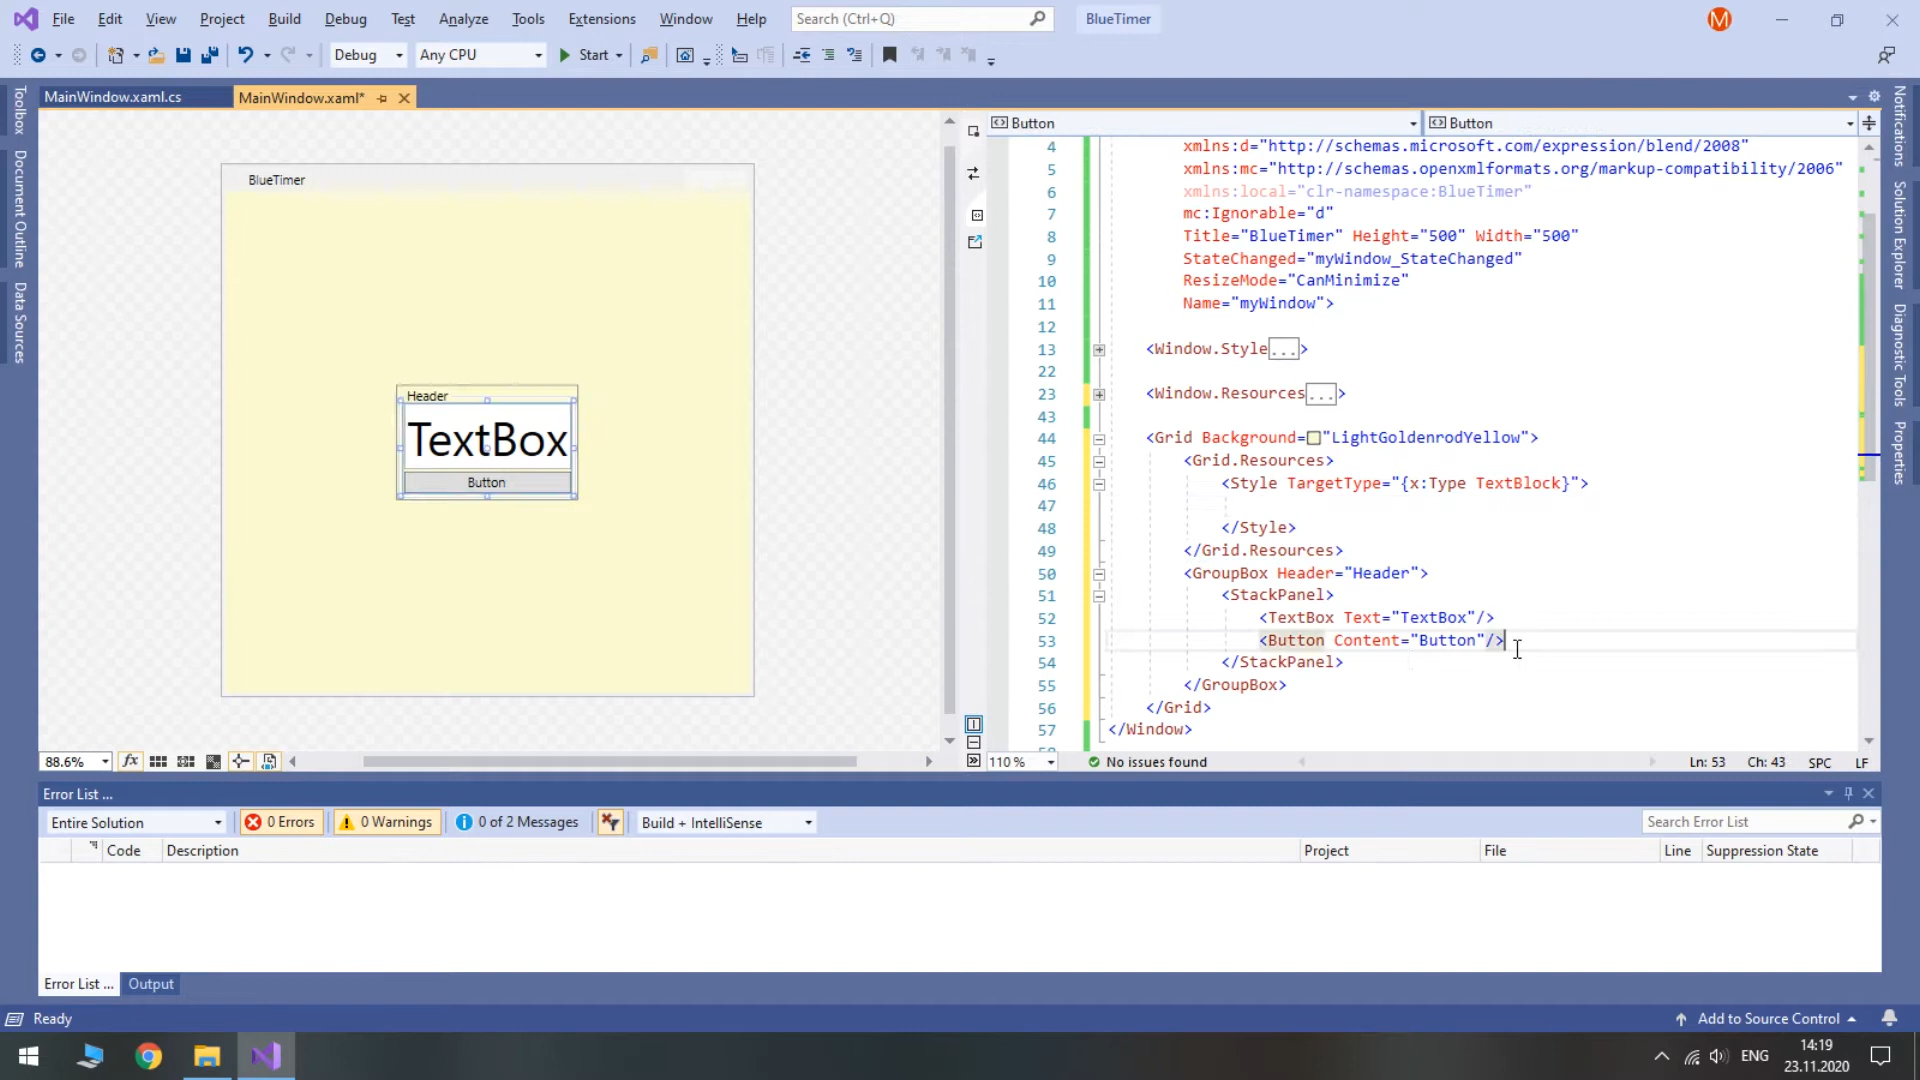 File Edit View Project Build Debug Test Analyze Tools Extensions Window Help Search (Ctrl+Q) BlueTimer M
Debug Any CPU Start
MainWindow.xaml.cs MainWindow.xaml*
Toolbox
Document Outline
Data Sources
BlueTimer
Header
TextBox
Button
Button Button
4 xmlns:d="http://schemas.microsoft.com/expression/blend/2008"
5 xmlns:mc="http://schemas.openxmlformats.org/markup-compatibility/2006"
6 xmlns:local="clr-namespace:BlueTimer"
7 mc:Ignorable="d"
8 Title="BlueTimer" Height="500" Width="500"
9 StateChanged="myWindow_StateChanged"
10 ResizeMode="CanMinimize"
11 Name="myWindow">
12
13 <Window.Style...>
22
23 <Window.Resources...>
43
44 <Grid Background="LightGoldenrodYellow">
45 <Grid.Resources>
46 <Style TargetType="{x:Type TextBlock}">
47
48 </Style>
49 </Grid.Resources>
50 <GroupBox Header="Header">
51 <StackPanel>
52 <TextBox Text="TextBox"/>
53 <Button Content="Button"/>
54 </StackPanel>
55 </GroupBox>
56 </Grid>
57 </Window>
Notifications
Solution Explorer
Diagnostic Tools
Properties
88.6% fx 110 % No issues found Ln: 53 Ch: 43 SPC LF
Error List ...
Entire Solution 0 Errors 0 Warnings 0 of 2 Messages Build + IntelliSense Search Error List
Code Description Project File Line Suppression State
Error List ... Output
Ready Add to Source Control
ENG 14:19
23.11.2020